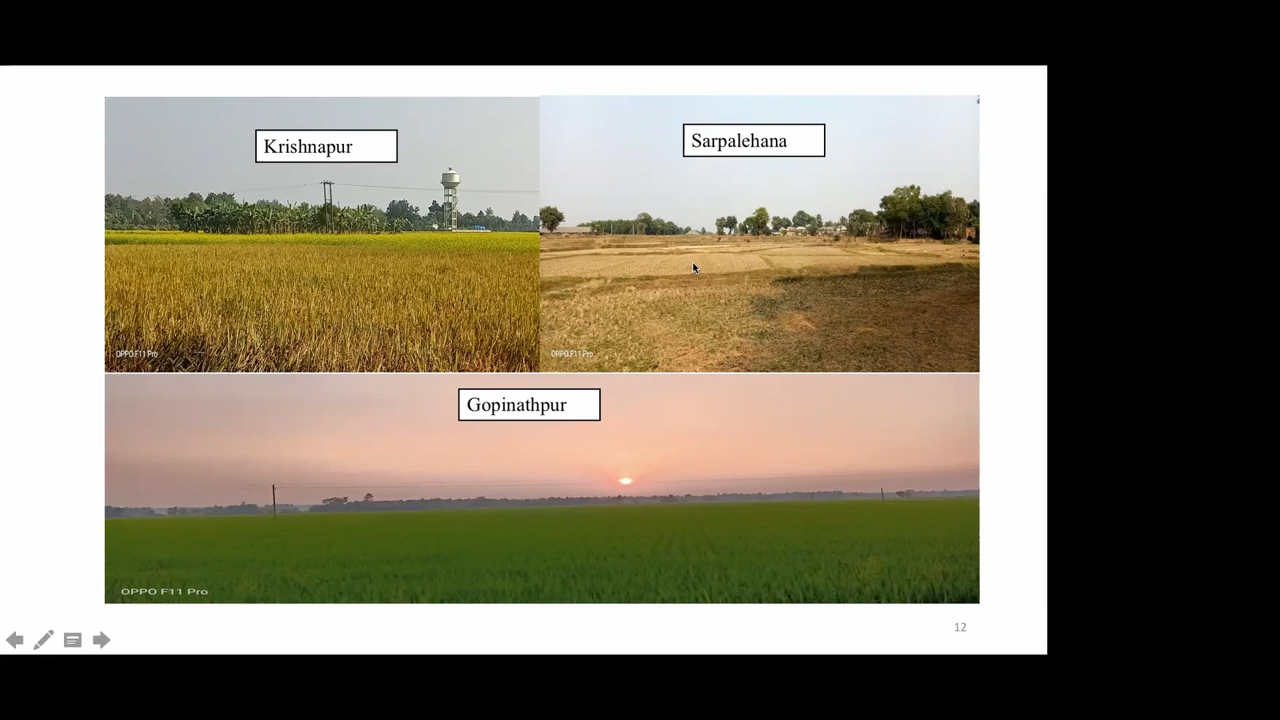 Krishnapur
Sarpalehana
OPPO F11 Pro
OPPO F11 Pro
Gopinathpur
OPPO F11 Pro
12